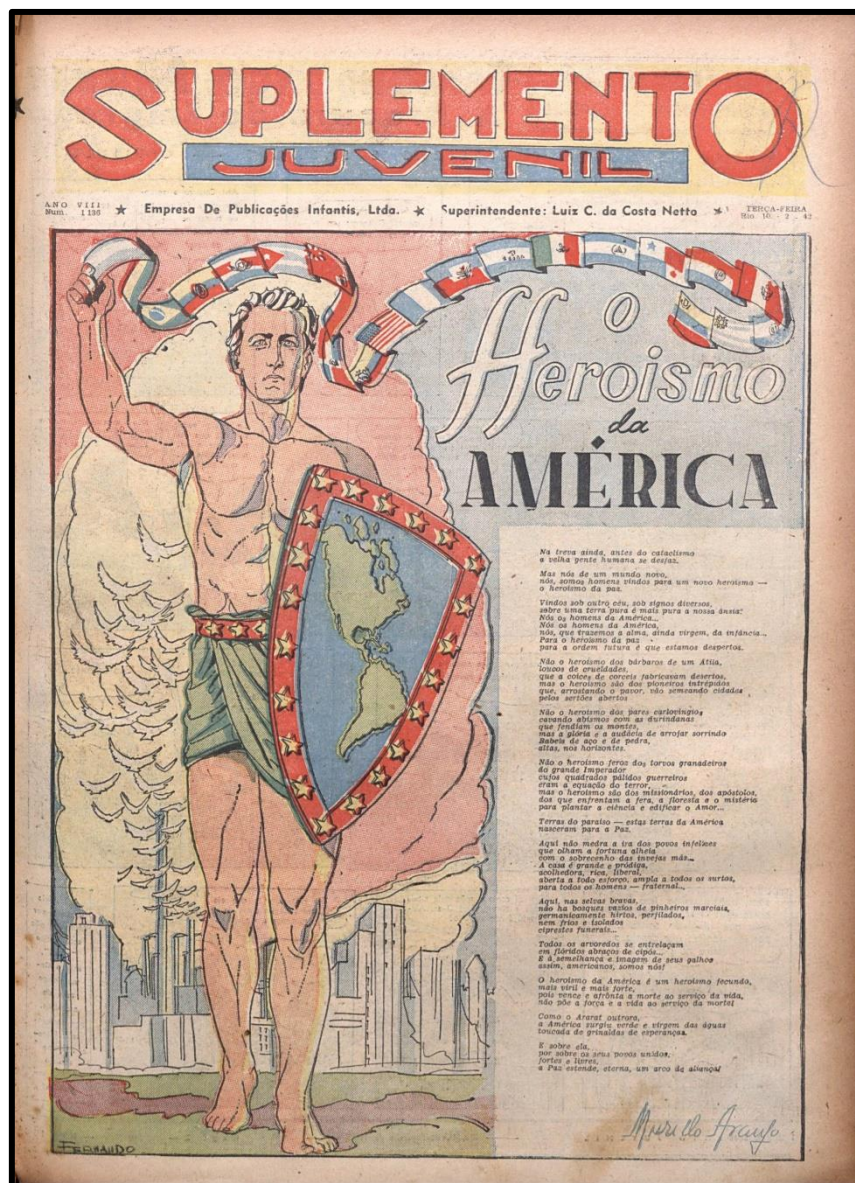 SUPLEMENTO
JUVENIL
ANO VIII
Num. 1138
★ Empresa De Publicações Infantis, Ltda. ★ Superintendente: Luiz C. da Costa Netto ★
TERÇA-FEIRA
Rio 10 - 2 - 42
O
Heroismo
da
AMÉRICA
Na treva ainda, antes do cataclismo
a velha gente humana se desfaz.
Mas nós de um mundo novo,
nós, somos homens vindos para um novo heroismo —
o heroismo da paz.
Vindos sob outro céu, sob signos diversos,
sobre uma terra pura é mais pura a nossa ânsia!
Nós os homens da América...
Nós os homens da América,
nós, que trazemos a alma, ainda virgem, da infância...
Para o heroismo da paz
para a ordem futura é que estamos despertos.
Não o heroismo dos bárbaros de um Átila,
loucos de crueldades,
que a coices de corceis fabricavam desertos,
mas o heroismo são dos pioneiros intrépidos
que, arrostando o pavor, vão semeando cidades
pelos sertões abertos
Não o heroismo dos pares carlovingios,
cavando abismos com as durindanas
que fendiam os montes,
mas a glória e a audácia de arrojar sorrindo
Babeis de aço e de pedra,
altas, nos horizontes.
Não o heroismo feroz dos torvos granadeiros
do grande Imperador
cujos quadrados pálidos guerreiros
eram a equação do terror,
mas o heroismo são dos missionários, dos apóstolos,
dos que enfrentam a fera, a floresta e o mistério
para plantar a ciência e edificar o Amor...
Terras do paraiso — estas terras da América
nasceram para a Paz.
Aqui não medra a ira dos povos infelizes
que olham a fortuna alheia
com o sobrecenho das invejas más...
A casa é grande e pródiga,
acolhedora, rica, liberal,
aberta a todo esforço, ampla a todos os surtos,
para todos os homens — fraternal...
Aqui, nas selvas bravas,
não ha bosques vazios de pinheiros marciais,
germanicamente hirtos, perfilados,
nem frios e isolados
ciprestes funerais...
Todos os arvoredos se entrelaçam
em flóridos abraços de cipós...
E á semelhança e imagem de seus galhos
assim, americanos, somos nós!
O heroismo da América é um heroismo fecundo,
mais viril e mais forte,
pois vence e afrónta a morte ao serviço da vida,
não põe a força e a vida ao serviço da morte!
Como o Ararat outrora,
a América surgiu verde e virgem das águas
toucada de grinaldas de esperanças.
E sobre ela,
por sobre os seus povos unidos,
fortes e livres,
a Paz estende, eterna, um arco de aliança!
Murillo Araujo
FERNANDO